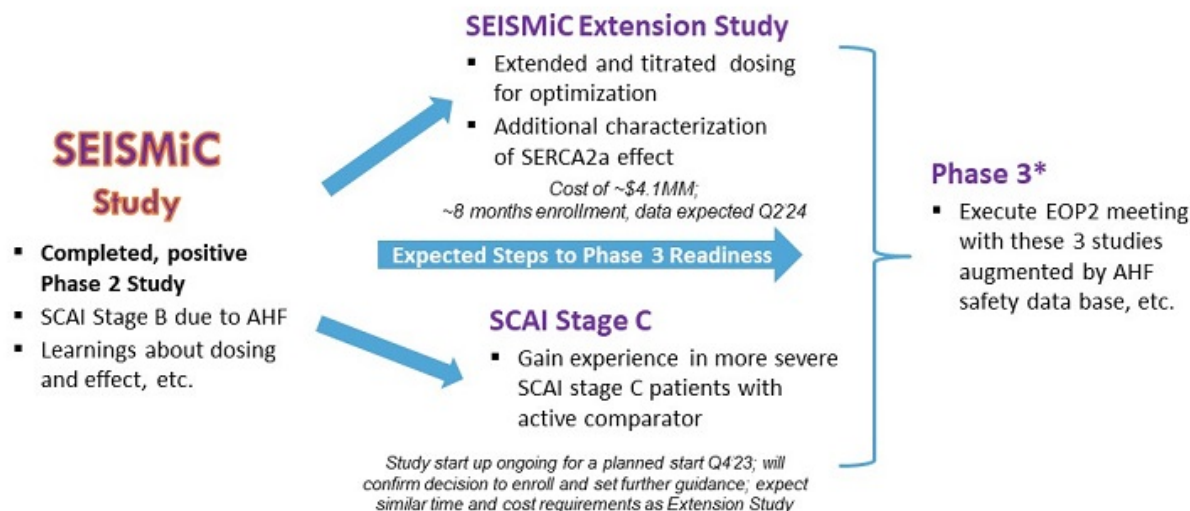 SEISMiC
Study
▪ Completed, positive
Phase 2 Study
▪ SCAI Stage B due to AHF
▪ Learnings about dosing
and effect, etc.
SEISMiC Extension Study
▪ Extended and titrated dosing
for optimization
▪ Additional characterization
of SERCA2a effect
Cost of ~$4.1MM;
~8 months enrollment, data expected Q2'24
Expected Steps to Phase 3 Readiness
SCAI Stage C
▪ Gain experience in more severe
SCAI stage C patients with
active comparator
Study start up ongoing for a planned start Q4'23; will
confirm decision to enroll and set further guidance; expect
similar time and cost requirements as Extension Study
Phase 3*
▪ Execute EOP2 meeting
with these 3 studies
augmented by AHF
safety data base, etc.